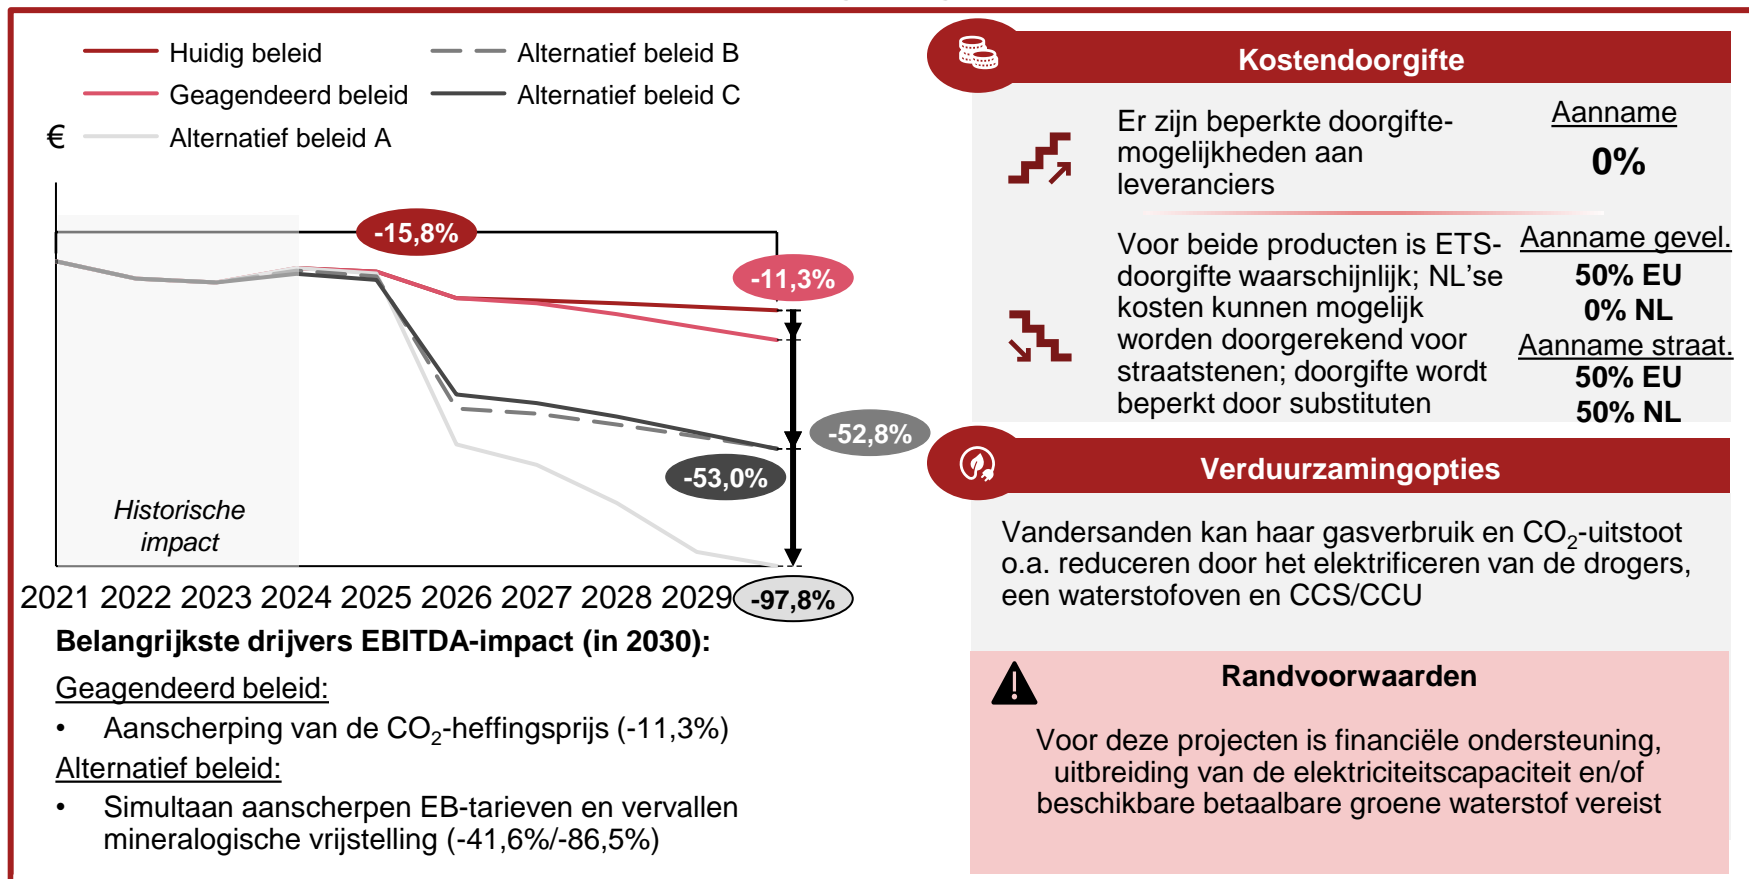 Huidig beleid
Geagendeerd beleid
Alternatief beleid A
Alternatief beleid B
Alternatief beleid C
€
-15,8%
-11,3%
-52,8%
-53,0%
-97,8%
Historische
impact
2021 2022 2023 2024 2025 2026 2027 2028 2029
Belangrijkste drijvers EBITDA-impact (in 2030):
Geagendeerd beleid:
• Aanscherping van de CO2-heffingsprijs (-11,3%)
Alternatief beleid:
• Simultaan aanscherpen EB-tarieven en vervallen
mineralogische vrijstelling (-41,6%/-86,5%)
Kostendoorgifte
Er zijn beperkte doorgifte-
mogelijkheden aan
leveranciers
Aanname
0%
Voor beide producten is ETS-
doorgifte waarschijnlijk; NL'se
kosten kunnen mogelijk
worden doorgerekend voor
straatstenen; doorgifte wordt
beperkt door substituten
Aanname gevel.
50% EU
0% NL
Aanname straat.
50% EU
50% NL
Verduurzamingopties
Vandersanden kan haar gasverbruik en CO2-uitstoot
o.a. reduceren door het elektrificeren van de drogers,
een waterstofoven en CCS/CCU
Randvoorwaarden
Voor deze projecten is financiële ondersteuning,
uitbreiding van de elektriciteitscapaciteit en/of
beschikbare betaalbare groene waterstof vereist